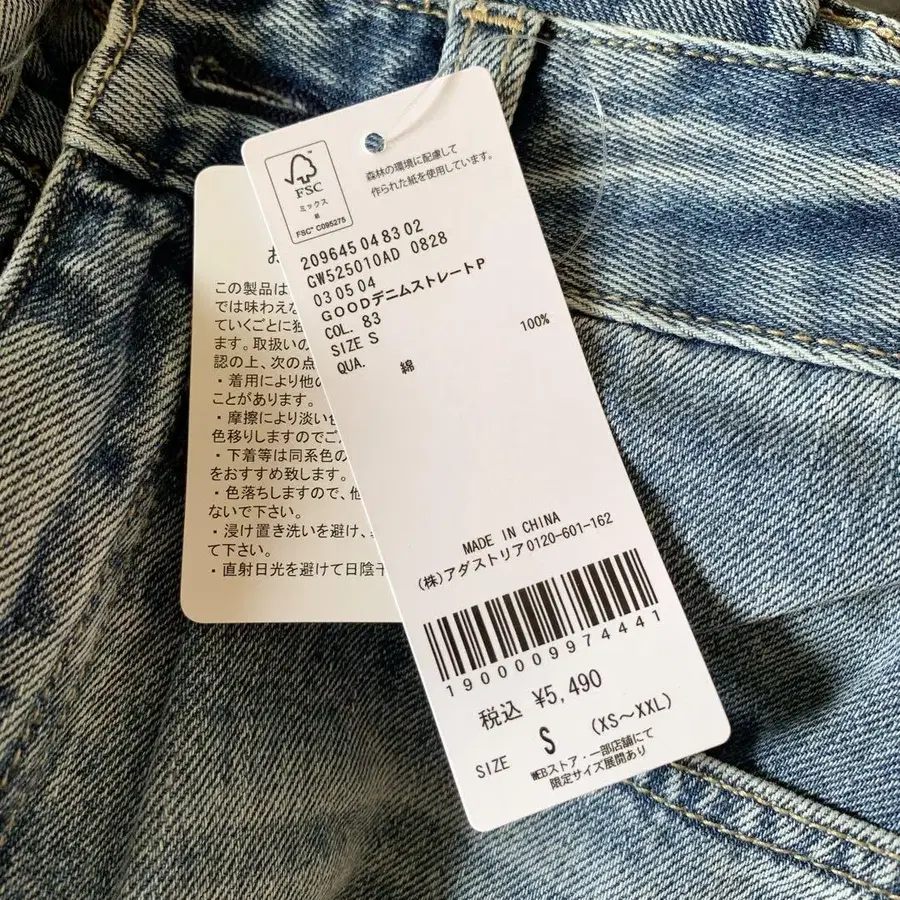 FSC
ミックス
紙
FSC® C095275
森林の環境に配慮して
作られた紙を使用しています。
209645 04 83 02
GW525010AD 0828
03 05 04
GOODデニムストレートP
COL. 83
SIZE S
QUA. 綿 100%
MADE IN CHINA
(株)アダストリア0120-601-162
1900009974441
税込 ¥5,490
SIZE S (XS～XXL)
WEBストア・一部店舗にて
限定サイズ展開あり
お
この製品は
では味わえな
ていくごとに独
ます。取扱いの
認の上、次の点
・着用により他の
ことがあります。
・摩擦により淡い色
色移りしますのでご
・下着等は同系色の
をおすすめ致します。
・色落ちしますので、他
ないで下さい。
・浸け置き洗いを避け、
て下さい。
・直射日光を避けて日陰干